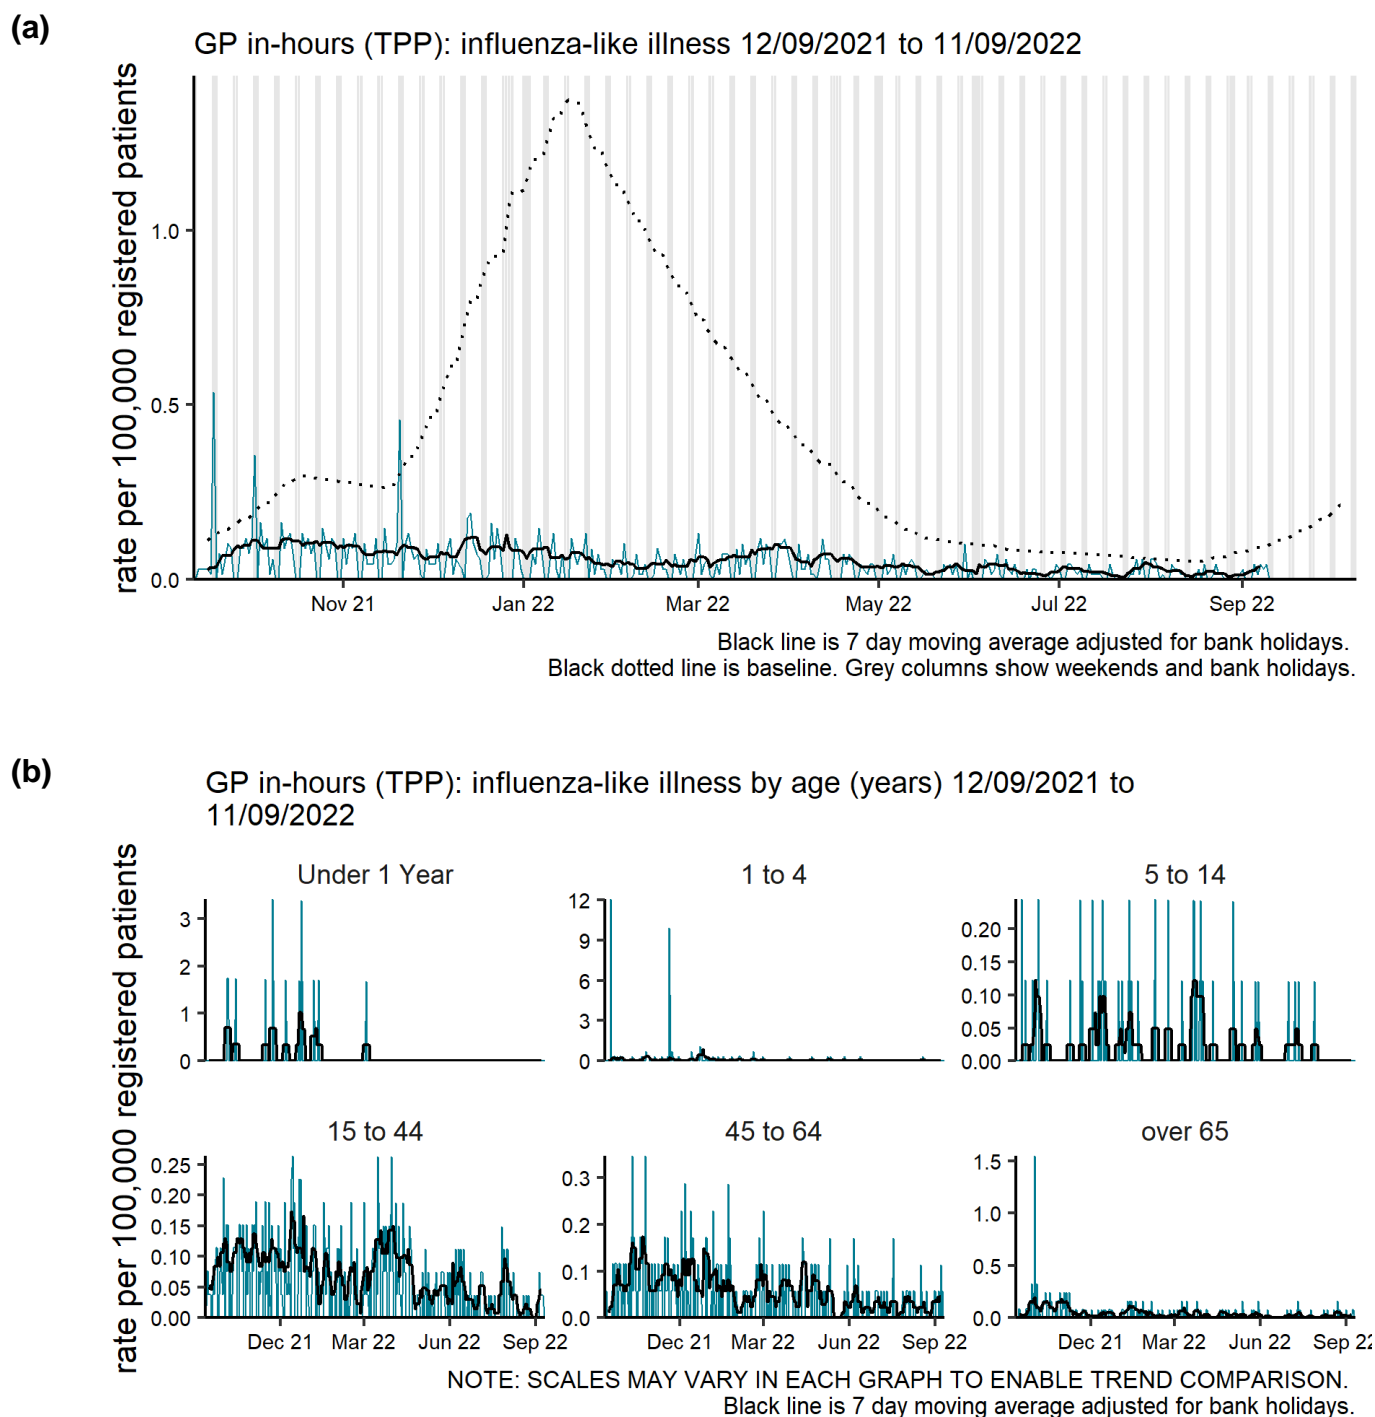 (a)
GP in-hours (TPP): influenza-like illness 12/09/2021 to 11/09/2022
rate per 100,000 registered patients
1.0
0.5
0.0
Nov 21 Jan 22 Mar 22 May 22 Jul 22 Sep 22
Black line is 7 day moving average adjusted for bank holidays.
Black dotted line is baseline. Grey columns show weekends and bank holidays.
(b)
GP in-hours (TPP): influenza-like illness by age (years) 12/09/2021 to
11/09/2022
rate per 100,000 registered patients
Under 1 Year
3
2
1
0
1 to 4
12
9
6
3
0
5 to 14
0.20
0.15
0.10
0.05
0.00
15 to 44
0.25
0.20
0.15
0.10
0.05
0.00
Dec 21 Mar 22 Jun 22 Sep 22
45 to 64
0.3
0.2
0.1
0.0
Dec 21 Mar 22 Jun 22 Sep 22
over 65
1.5
1.0
0.5
0.0
Dec 21 Mar 22 Jun 22 Sep 22
NOTE: SCALES MAY VARY IN EACH GRAPH TO ENABLE TREND COMPARISON.
Black line is 7 day moving average adjusted for bank holidays.